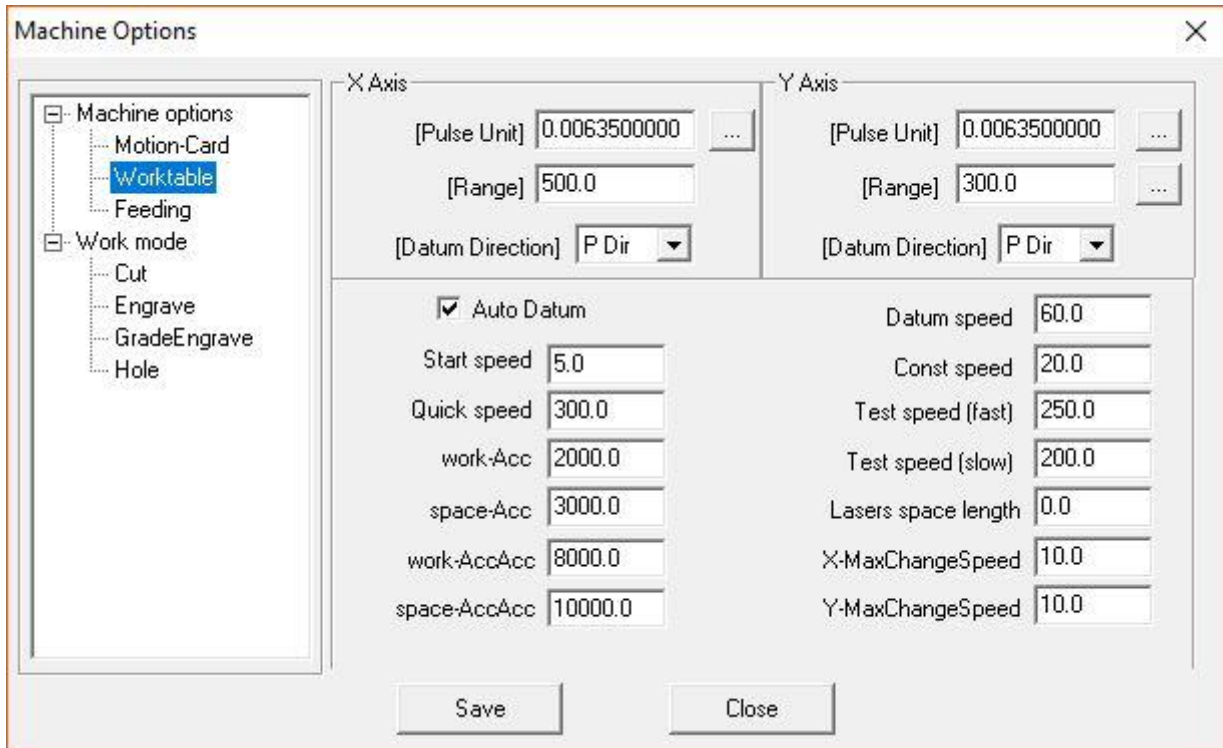 Machine Options
Machine options
Motion-Card
Worktable
Feeding
Work mode
Cut
Engrave
GradeEngrave
Hole
X Axis
[Pulse Unit] 0.0063500000 ...
[Range] 500.0
[Datum Direction] P Dir
Y Axis
[Pulse Unit] 0.0063500000 ...
[Range] 300.0 ...
[Datum Direction] P Dir
Auto Datum
Start speed 5.0
Quick speed 300.0
work-Acc 2000.0
space-Acc 3000.0
work-AccAcc 8000.0
space-AccAcc 10000.0
Datum speed 60.0
Const speed 20.0
Test speed (fast) 250.0
Test speed (slow) 200.0
Lasers space length 0.0
X-MaxChangeSpeed 10.0
Y-MaxChangeSpeed 10.0
Save Close